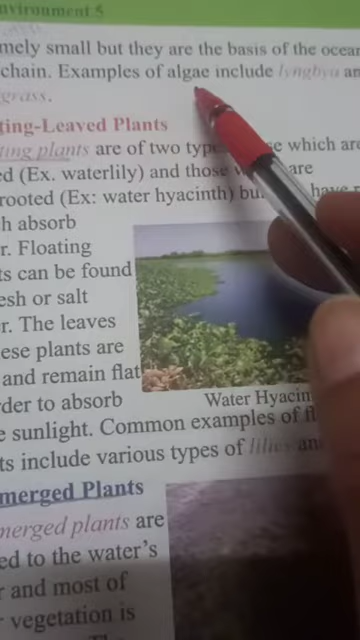 nvironment 5
mely small but they are the basis of the ocean
chain. Examples of algae include lyngbya an
grass.
ting-Leaved Plants
ting plants are of two type se which are
ed (Ex. waterlily) and those w are
rooted (Ex: water hyacinth) bu have r
h absorb
r. Floating
ts can be found
esh or salt
r. The leaves
ese plants are
and remain flat
der to absorb
Water Hyacin
e sunlight. Common examples of fl
ts include various types of lilies an
merged Plants
merged plants are
ed to the water's
r and most of
r vegetation is